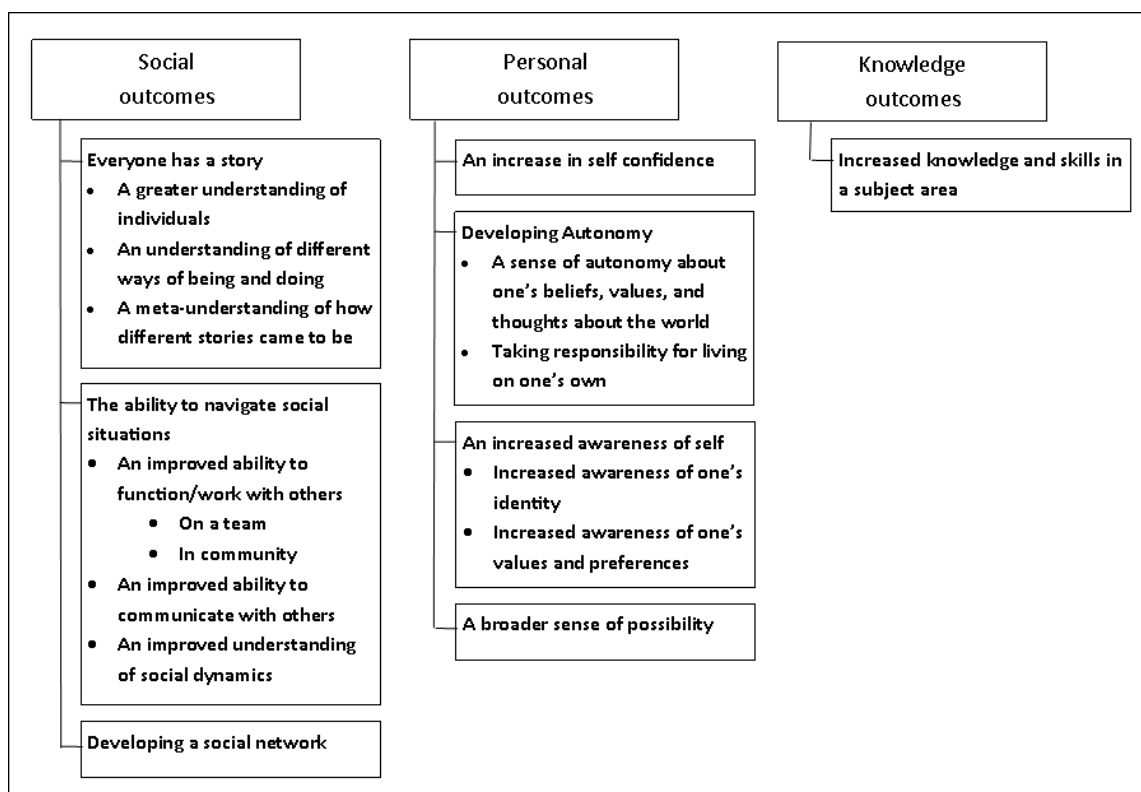 Social
outcomes
Everyone has a story
• A greater understanding of
individuals
• An understanding of different
ways of being and doing
• A meta-understanding of how
different stories came to be
The ability to navigate social
situations
• An improved ability to
function/work with others
• On a team
• In community
• An improved ability to
communicate with others
• An improved understanding
of social dynamics
Developing a social network
Personal
outcomes
An increase in self confidence
Developing Autonomy
• A sense of autonomy about
one's beliefs, values, and
thoughts about the world
• Taking responsibility for living
on one's own
An increased awareness of self
• Increased awareness of one's
identity
• Increased awareness of one's
values and preferences
A broader sense of possibility
Knowledge
outcomes
Increased knowledge and skills in
a subject area